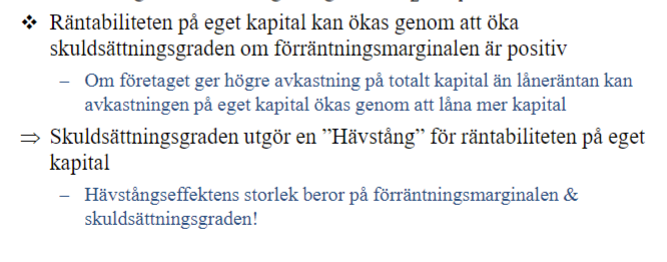 ❖ Räntabiliteten på eget kapital kan ökas genom att öka
skuldsättningsgraden om förräntningsmarginalen är positiv
– Om företaget ger högre avkastning på totalt kapital än låneräntan kan
avkastningen på eget kapital ökas genom att låna mer kapital
⇒ Skuldsättningsgraden utgör en ”Hävstång” för räntabiliteten på eget
kapital
– Hävstångseffektens storlek beror på förräntningsmarginalen &
skuldsättningsgraden!